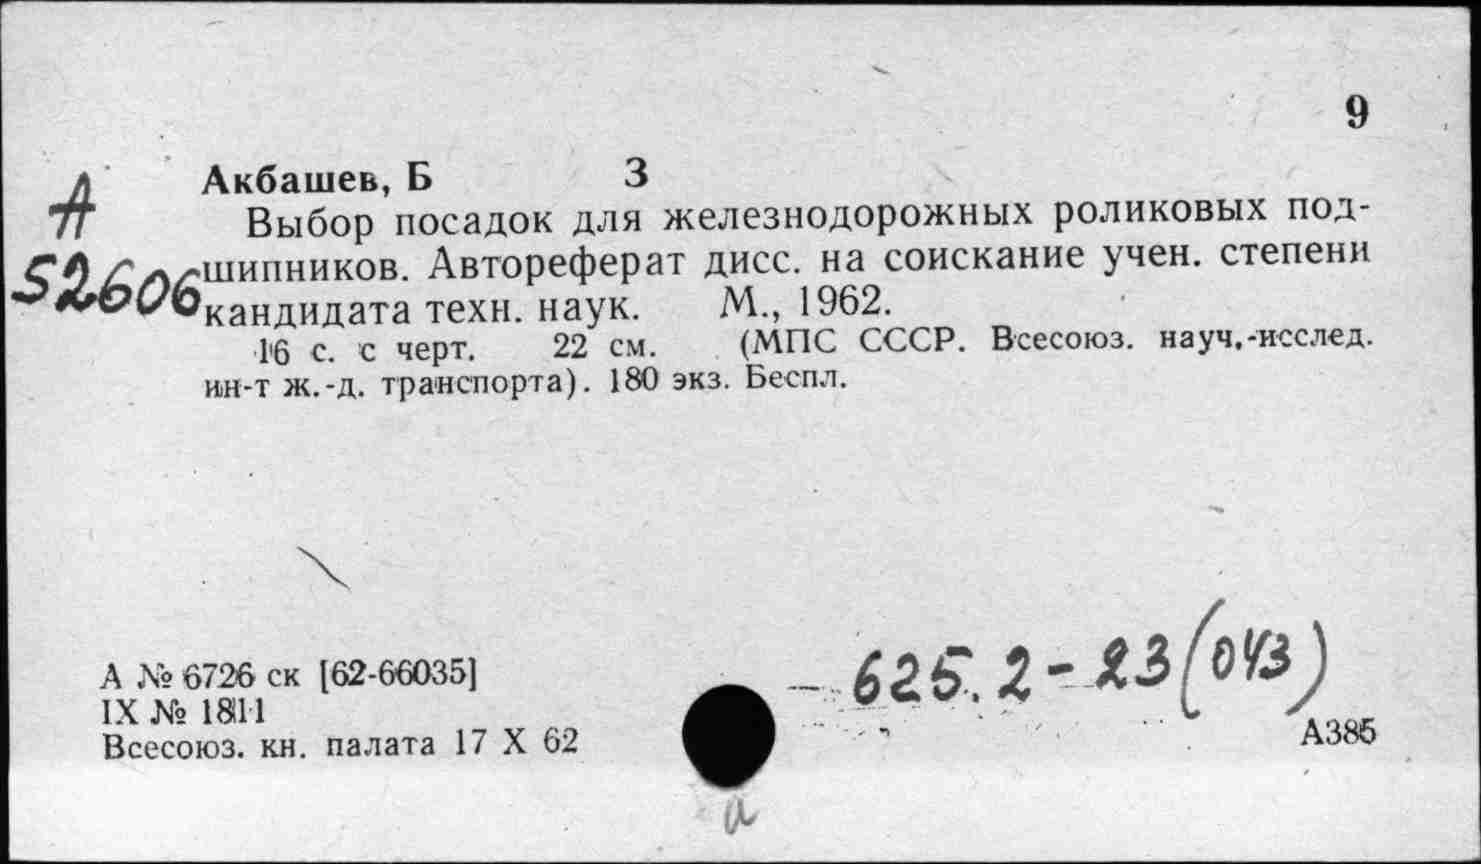 9
Акбашев, Б З
А
Выбор посадок для железнодорожных роликовых под-
52606
шипников. Автореферат дисс. на соискание учен. степени
кандидата техн. наук. М., 1962.
16 с. с черт. 22 см. (МПС СССР. Всесоюз. науч.-исслед.
ин-т ж.-д. транспорта). 180 экз. Беспл.
625.2-23(043)
А № 6726 ск [62-66035]
IX № 1811
Всесоюз. кн. палата 17 X 62
А385
и